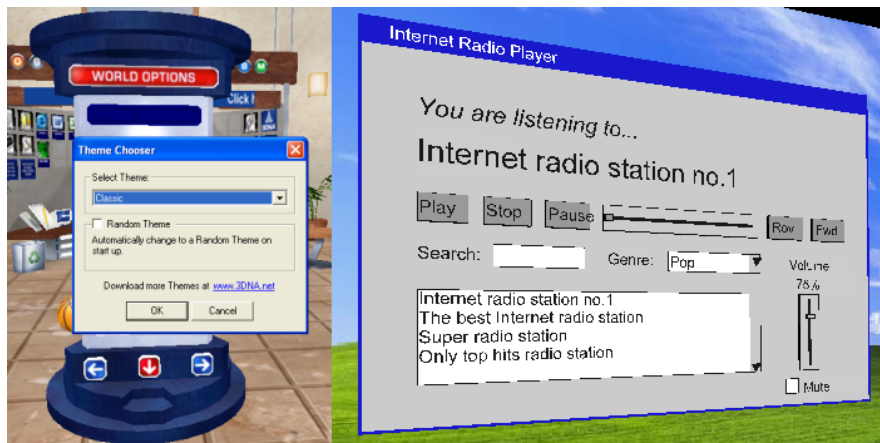 WORLD OPTIONS
Click
Theme Chooser
Select Theme:
Classic
Random Theme
Automatically change to a Random Theme on
start up.
Download more Themes at www.3DNA.net
OK
Cancel
Internet Radio Player
You are listening to...
Internet radio station no.1
Play
Stop
Pause
Rev
Fwd
Search:
Genre:
Pop
Volume
78%
Internet radio station no.1
The best Internet radio station
Super radio station
Only top hits radio station
Mute